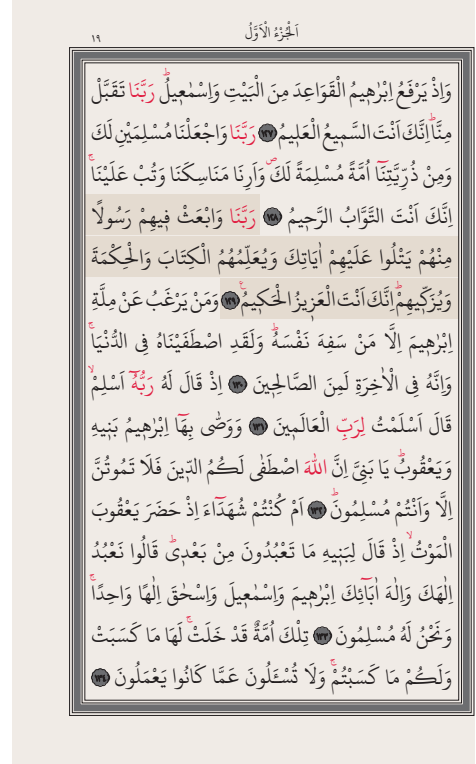 اَلْجُزْءُ الْاَوَّلُ
١٩
وَاِذْ يَرْفَعُ اِبْرٰهٖيمُ الْقَوَاعِدَ مِنَ الْبَيْتِ وَاِسْمٰعٖيلُۜ رَبَّنَا تَقَبَّلْ
مِنَّاۜ اِنَّكَ اَنْتَ السَّمٖيعُ الْعَلٖيمُ ﴿١٢٧﴾ رَبَّنَا وَاجْعَلْنَا مُسْلِمَيْنِ لَكَ
وَمِنْ ذُرِّيَّتِنَٓا اُمَّةً مُسْلِمَةً لَكَۖ وَاَرِنَا مَنَاسِكَنَا وَتُبْ عَلَيْنَاۚ
اِنَّكَ اَنْتَ التَّوَّابُ الرَّحٖيمُ ﴿١٢٨﴾ رَبَّنَا وَابْعَثْ فٖيهِمْ رَسُولًا
مِنْهُمْ يَتْلُوا عَلَيْهِمْ اٰيَاتِكَ وَيُعَلِّمُهُمُ الْكِتَابَ وَالْحِكْمَةَ
وَيُزَكّٖيهِمْۜ اِنَّكَ اَنْتَ الْعَزٖيزُ الْحَكٖيمُ۟ ﴿١٢٩﴾ وَمَنْ يَرْغَبُ عَنْ مِلَّةِ
اِبْرٰهٖيمَ اِلَّا مَنْ سَفِهَ نَفْسَهُۜ وَلَقَدِ اصْطَفَيْنَاهُ فِى الدُّنْيَاۚ
وَاِنَّهُ فِى الْاٰخِرَةِ لَمِنَ الصَّالِحٖينَ ﴿١٣٠﴾ اِذْ قَالَ لَهُ رَبُّهُٓ اَسْلِمْۙ
قَالَ اَسْلَمْتُ لِرَبِّ الْعَالَمٖينَ ﴿١٣١﴾ وَوَصّٰى بِهَٓا اِبْرٰهٖيمُ بَنٖيهِ
وَيَعْقُوبُۜ يَا بَنِىَّ اِنَّ اللّٰهَ اصْطَفٰى لَكُمُ الدّٖينَ فَلَا تَمُوتُنَّ
اِلَّا وَاَنْتُمْ مُسْلِمُونَۜ ﴿١٣٢﴾ اَمْ كُنْتُمْ شُهَدَٓاءَ اِذْ حَضَرَ يَعْقُوبَ
الْمَوْتُۙ اِذْ قَالَ لِبَنٖيهِ مَا تَعْبُدُونَ مِنْ بَعْدٖىۜ قَالُوا نَعْبُدُ
اِلٰهَكَ وَاِلٰهَ اٰبَٓائِكَ اِبْرٰهٖيمَ وَاِسْمٰعٖيلَ وَاِسْحٰقَ اِلٰهًا وَاحِدًاۚ
وَنَحْنُ لَهُ مُسْلِمُونَ ﴿١٣٣﴾ تِلْكَ اُمَّةٌ قَدْ خَلَتْۚ لَهَا مَا كَسَبَتْ
وَلَكُمْ مَا كَسَبْتُمْۚ وَلَا تُسْـَٔلُونَ عَمَّا كَانُوا يَعْمَلُونَ ﴿١٣٤﴾